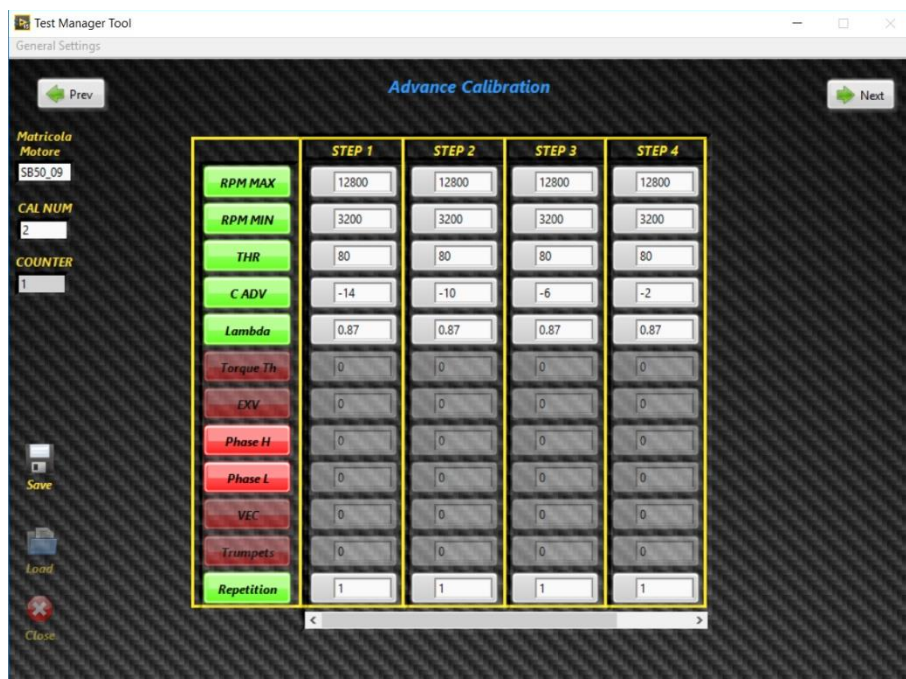 Test Manager Tool
General Settings
Prev
Advance Calibration
Next
Matricola
Motore
SB50_09
CAL NUM
2
COUNTER
1
STEP 1 STEP 2 STEP 3 STEP 4
RPM MAX 12800 12800 12800 12800
RPM MIN 3200 3200 3200 3200
THR 80 80 80 80
C ADV -14 -10 -6 -2
Lambda 0.87 0.87 0.87 0.87
Torque Th 0 0 0 0
EXV 0 0 0 0
Phase H 0 0 0 0
Phase L 0 0 0 0
VEC 0 0 0 0
Trumpets 0 0 0 0
Repetition 1 1 1 1
Save
Load
Close